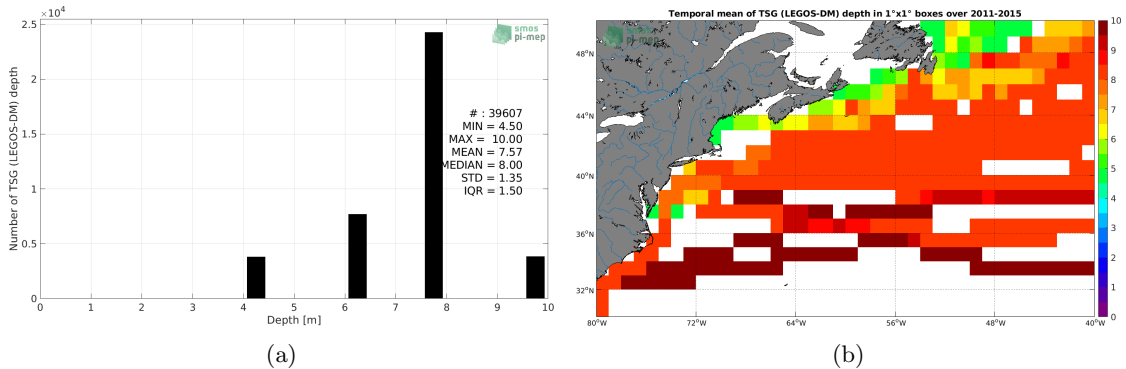 ×10⁴
2.5
2
1.5
1
0.5
0
0 1 2 3 4 5 6 7 8 9 10
Number of TSG (LEGOS-DM) depth
Depth [m]
smos
pi-mep
# : 39607
MIN = 4.50
MAX = 10.00
MEAN = 7.57
MEDIAN = 8.00
STD = 1.35
IQR = 1.50
(a)
Temporal mean of TSG (LEGOS-DM) depth in 1°x1° boxes over 2011-2015
smos
pi-mep
48°N
44°N
40°N
36°N
32°N
80°W 72°W 64°W 56°W 48°W 40°W
10
9
8
7
6
5
4
3
2
1
0
(b)